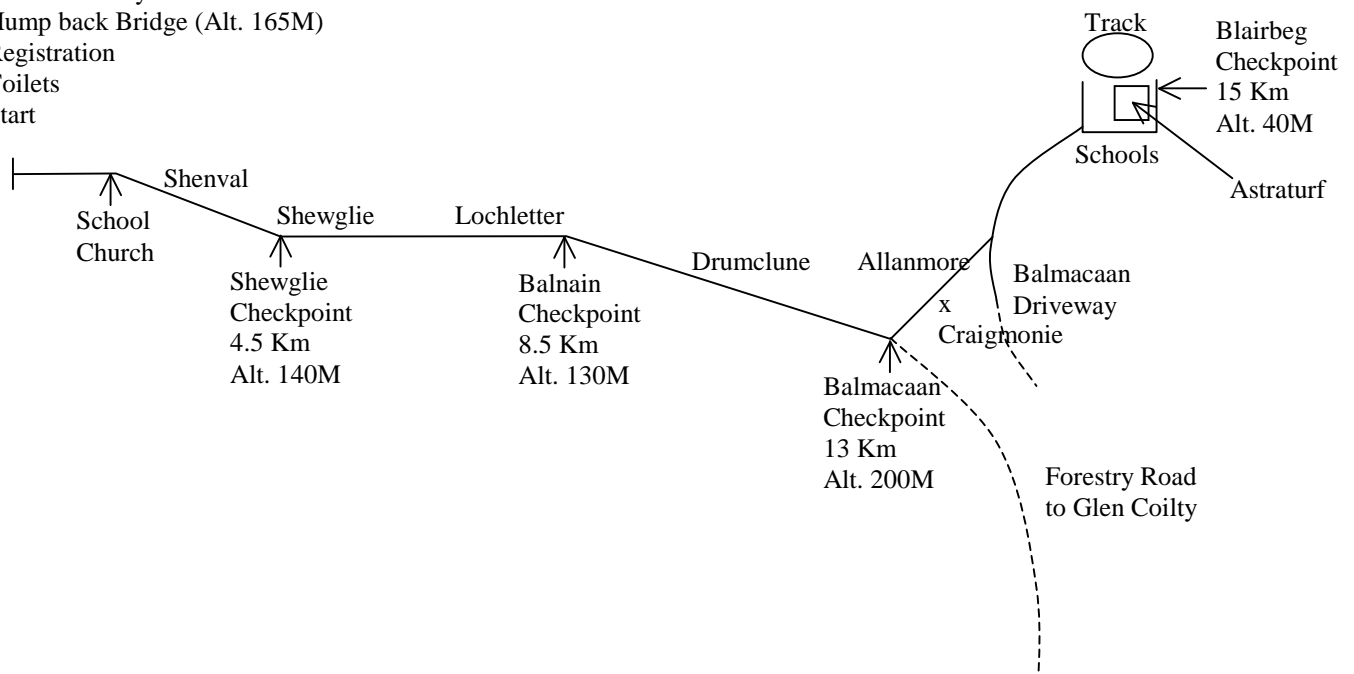 Hump back Bridge (Alt. 165M)
Registration
oilets
tart
Track
Blairbeg
Checkpoint
15 Km
Alt. 40M
Schools
Astraturf
Shenval
School
Church
Shewglie
Shewglie
Checkpoint
4.5 Km
Alt. 140M
Lochletter
Balnain
Checkpoint
8.5 Km
Alt. 130M
Drumclune
Allanmore
x
Craigmonie
Balmacaan
Driveway
Balmacaan
Checkpoint
13 Km
Alt. 200M
Forestry Road
to Glen Coilty